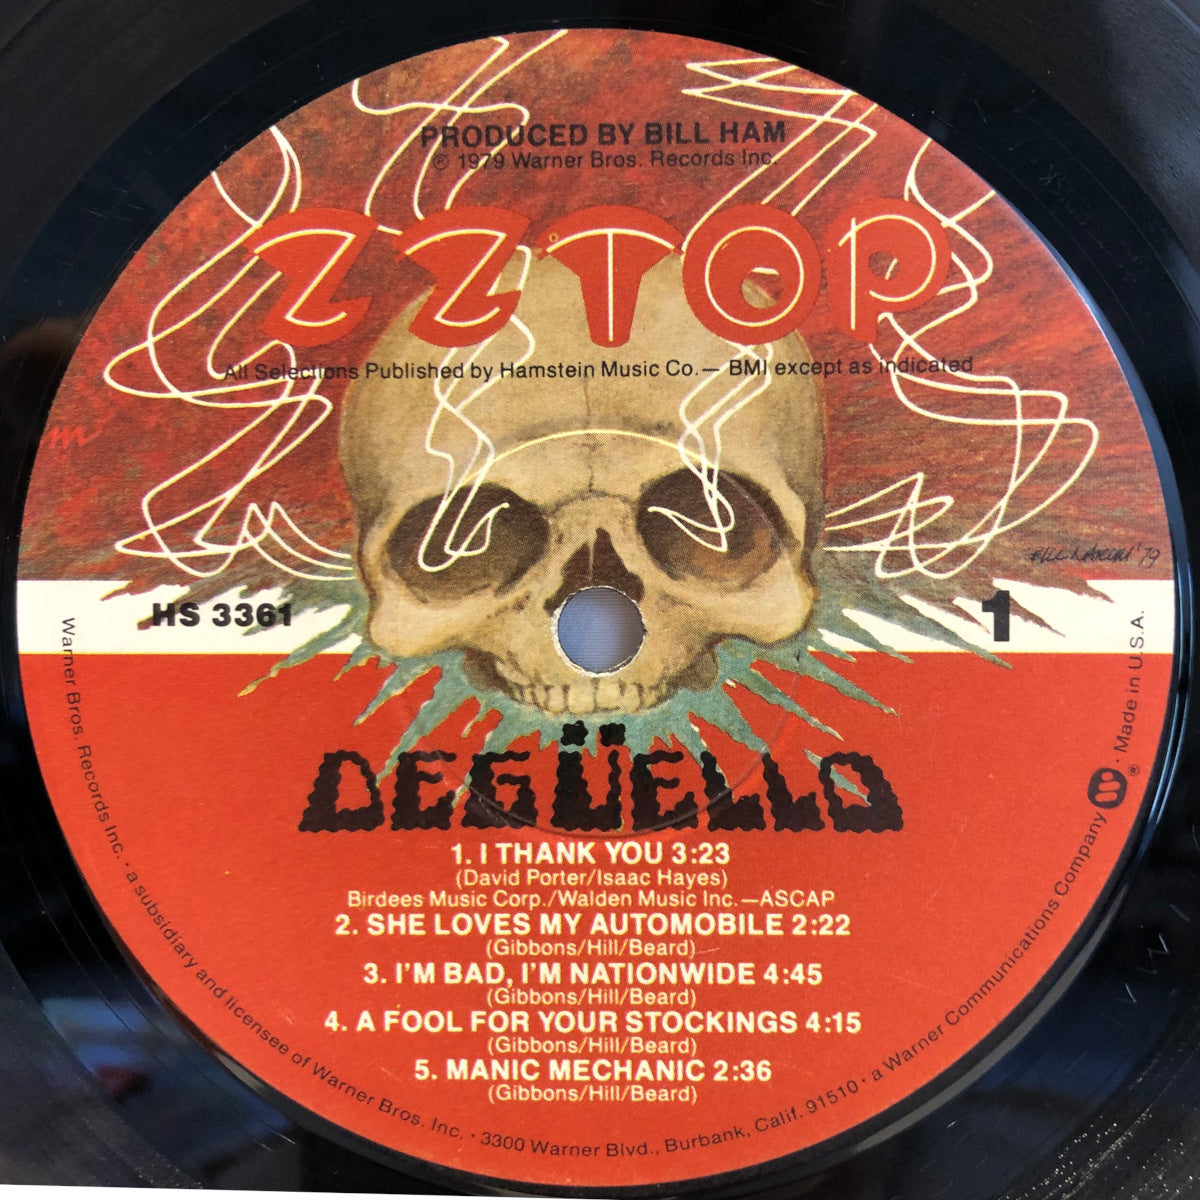 PRODUCED BY BILL HAM
℗ 1979 Warner Bros. Records Inc.
ZZTOP
All Selections Published by Hamstein Music Co.— BMI except as indicated
'79
HS 3361
1
DEGÜELLO
1. I THANK YOU 3:23
(David Porter/Isaac Hayes)
Birdees Music Corp./Walden Music Inc.—ASCAP
2. SHE LOVES MY AUTOMOBILE 2:22
(Gibbons/Hill/Beard)
3. I'M BAD, I'M NATIONWIDE 4:45
(Gibbons/Hill/Beard)
4. A FOOL FOR YOUR STOCKINGS 4:15
(Gibbons/Hill/Beard)
5. MANIC MECHANIC 2:36
(Gibbons/Hill/Beard)
Warner Bros. Records Inc. · a subsidiary and licensee of Warner Bros. Inc. · 3300 Warner Blvd., Burbank, Calif. 91510 · a Warner Communications Company ® · Made in U.S.A.